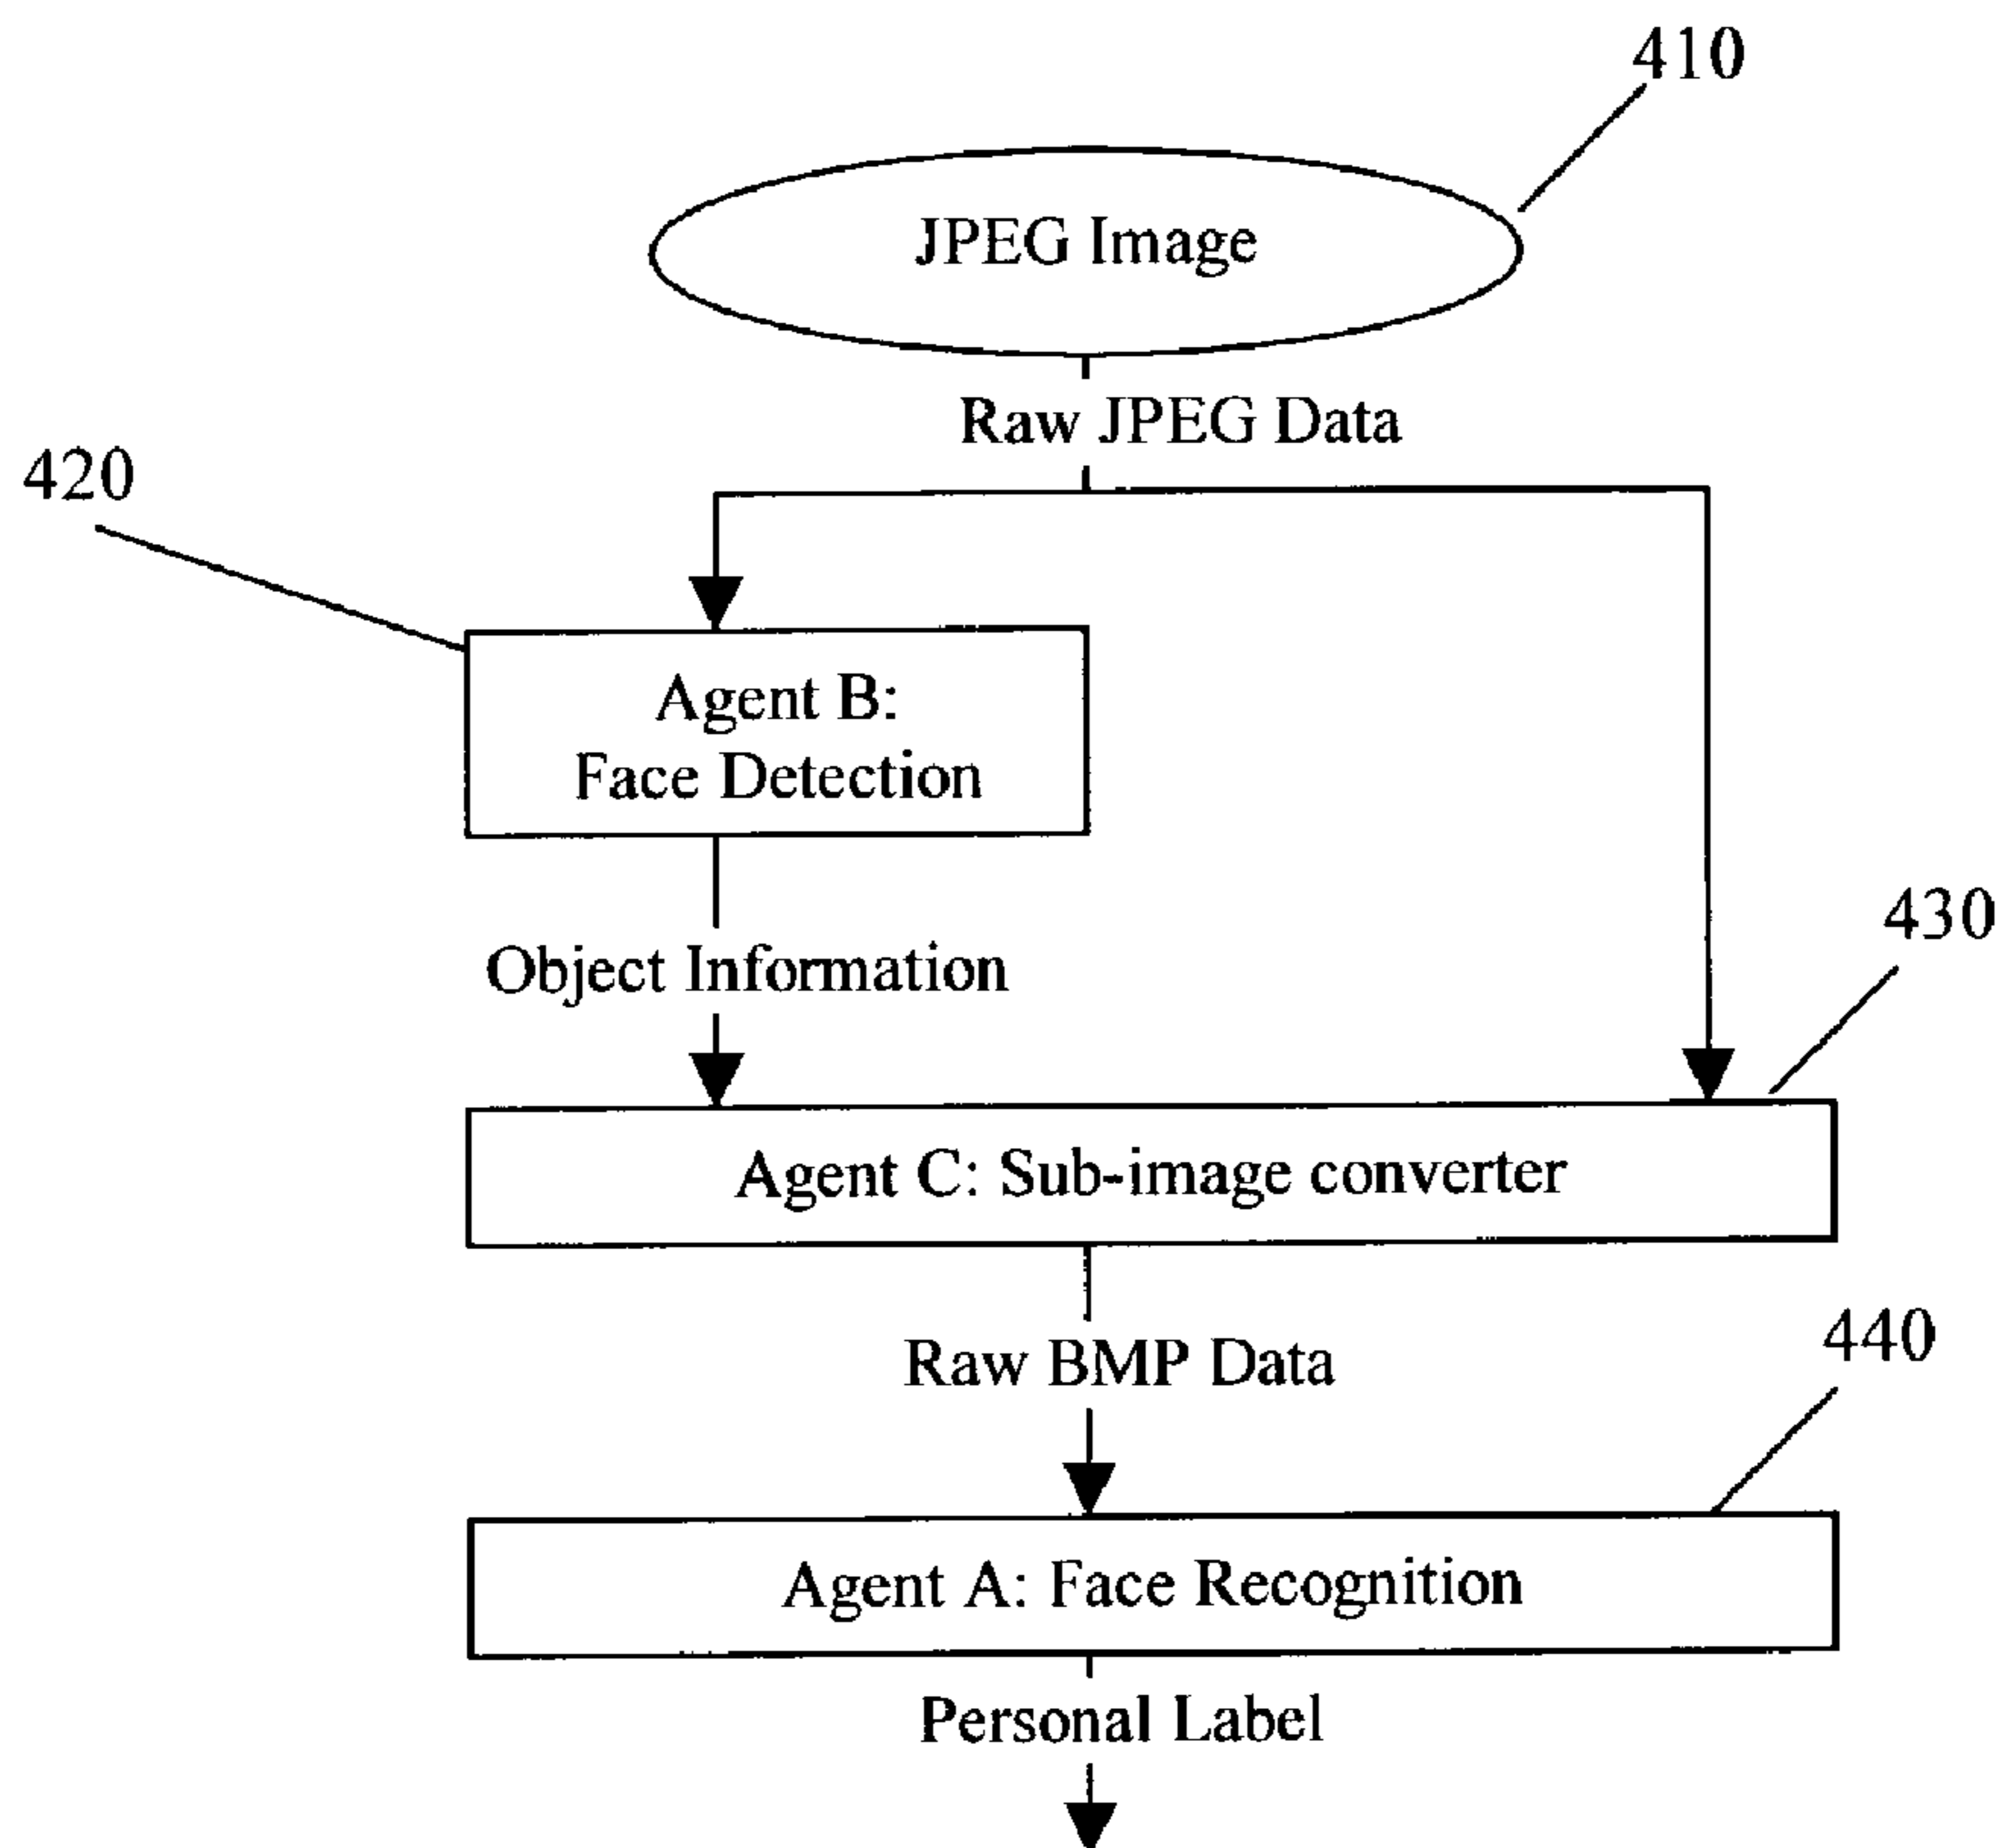 410
JPEG Image
Raw JPEG Data
420
Agent B:
Face Detection
430
Object Information
Agent C: Sub-image converter
Raw BMP Data
440
Agent A: Face Recognition
Personal Label